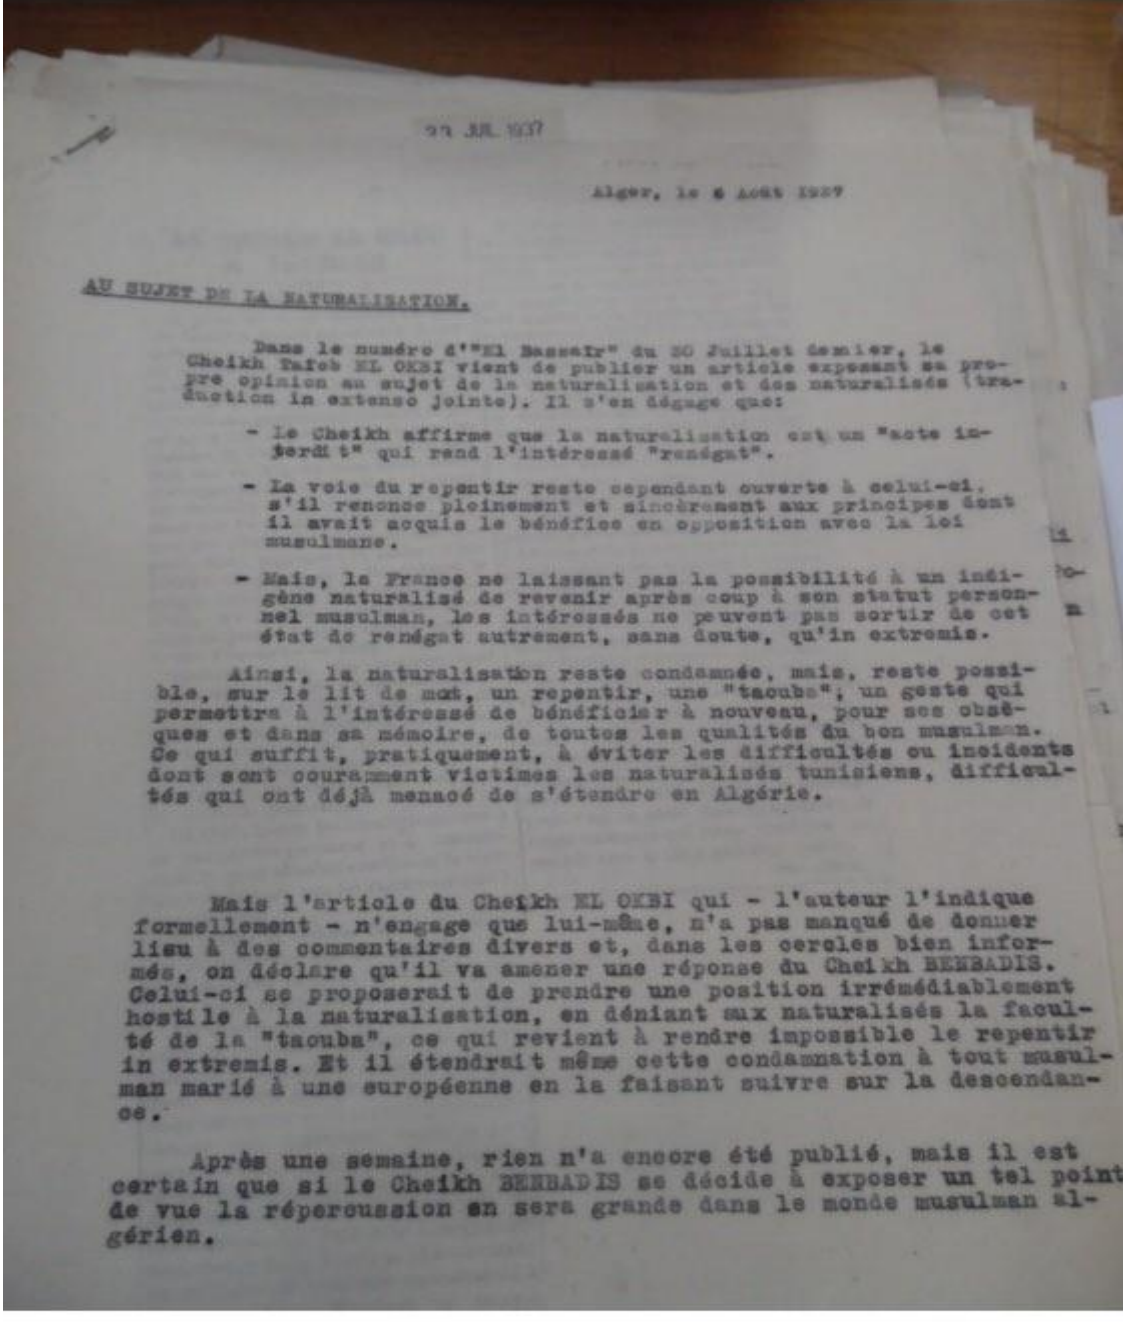 JUIL 1937
Alger, le 6 Août 1937
AU SUJET DE LA NATURALISATION.
Dans le numéro d'"El Bassaïr" du 30 Juillet dernier, le
Cheikh Taïeb EL OKBI vient de publier un article exposant sa pro-
pre opinion au sujet de la naturalisation et des naturalisés (tra-
duction in extenso jointe). Il s'en dégage que:
- Le Cheikh affirme que la naturalisation est un "acte in-
terdit" qui rend l'intéressé "renégat".
- La voie du repentir reste cependant ouverte à celui-ci,
s'il renonce pleinement et sincèrement aux principes dont
il avait acquis le bénéfice en opposition avec la loi
musulmane.
- Mais, la France ne laissant pas la possibilité à un indi-
gène naturalisé de revenir après coup à son statut person-
nel musulman, les intéressés ne peuvent pas sortir de cet
état de renégat autrement, sans doute, qu'in extremis.
Ainsi, la naturalisation reste condamnée, mais, reste possi-
ble, sur le lit de mort, un repentir, une "taouba", un geste qui
permettra à l'intéressé de bénéficier à nouveau, pour ses obsè-
ques et dans sa mémoire, de toutes les qualités du bon musulman.
Ce qui suffit, pratiquement, à éviter les difficultés ou incidents
dont sont couramment victimes les naturalisés tunisiens, difficul-
tés qui ont déjà menacé de s'étendre en Algérie.
Mais l'article du Cheikh EL OKBI qui - l'auteur l'indique
formellement - n'engage que lui-même, n'a pas manqué de donner
lieu à des commentaires divers et, dans les cercles bien infor-
més, on déclare qu'il va amener une réponse du Cheikh BENBADIS.
Celui-ci se proposerait de prendre une position irrémédiablement
hostile à la naturalisation, en déniant aux naturalisés la facul-
té de la "taouba", ce qui revient à rendre impossible le repentir
in extremis. Et il étendrait même cette condamnation à tout musul-
man marié à une européenne en la faisant suivre sur la descendan-
ce.
Après une semaine, rien n'a encore été publié, mais il est
certain que si le Cheikh BENBADIS se décide à exposer un tel point
de vue la répercussion en sera grande dans le monde musulman al-
gérien.